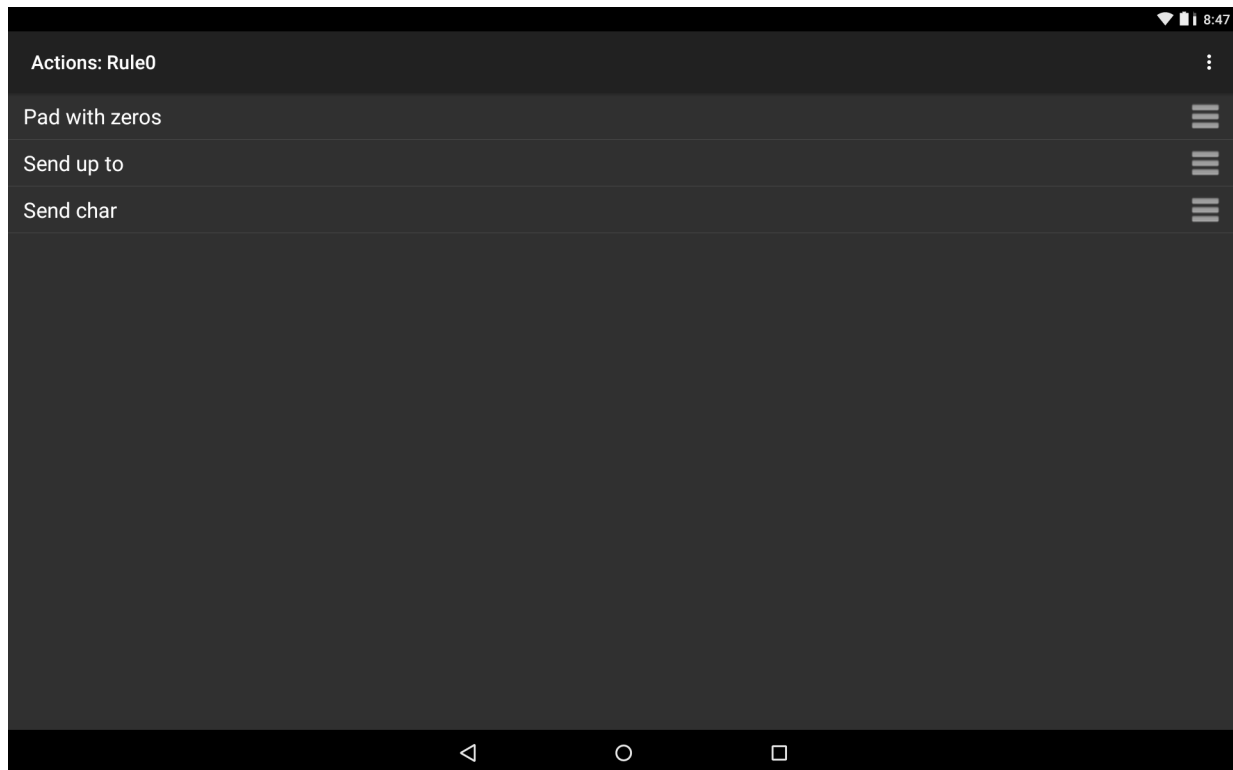 8:47
Actions: Rule0
Pad with zeros
Send up to
Send char